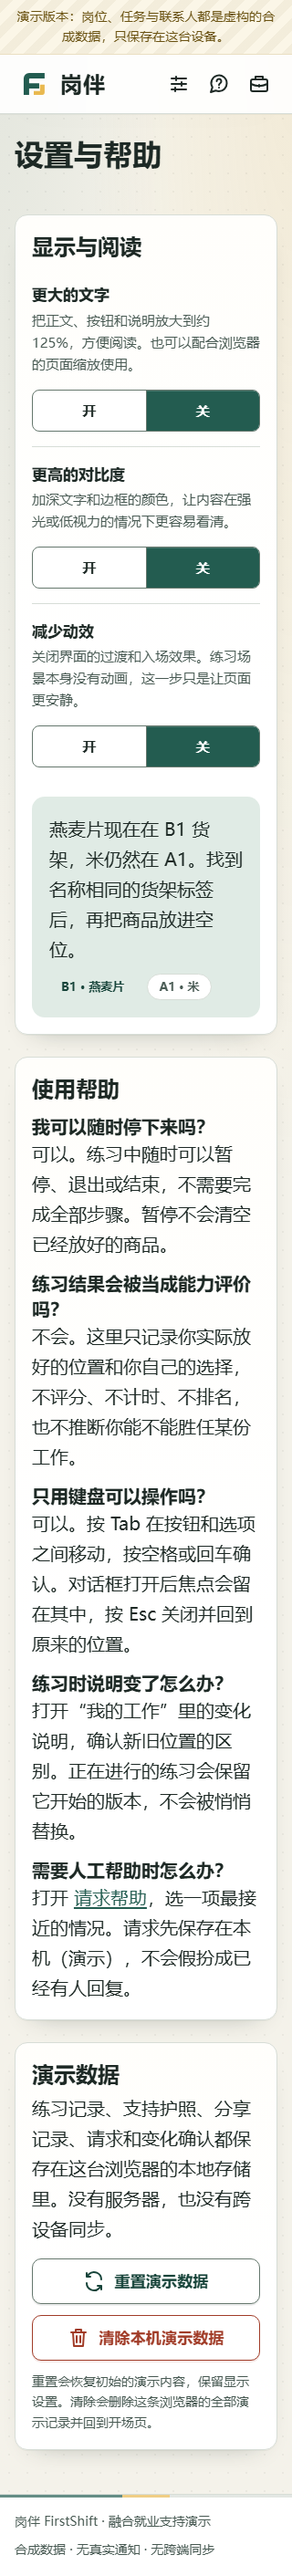 演示版本：岗位、任务与联系人都是虚构的合
成数据，只保存在这台设备。
岗伴
设置与帮助
显示与阅读
更大的文字
把正文、按钮和说明放大到约
125%，方便阅读。也可以配合浏览器
的页面缩放使用。
开 关
更高的对比度
加深文字和边框的颜色，让内容在强
光或低视力的情况下更容易看清。
开 关
减少动效
关闭界面的过渡和入场效果。练习场
景本身没有动画，这一步只是让页面
更安静。
开 关
燕麦片现在在 B1 货
架，米仍然在 A1。找到
名称相同的货架标签
后，再把商品放进空
位。
B1 • 燕麦片 A1 • 米
使用帮助
我可以随时停下来吗？
可以。练习中随时可以暂
停、退出或结束，不需要完
成全部步骤。暂停不会清空
已经放好的商品。
练习结果会被当成能力评价
吗？
不会。这里只记录你实际放
好的位置和你自己的选择，
不评分、不计时、不排名，
也不推断你能不能胜任某份
工作。
只用键盘可以操作吗？
可以。按 Tab 在按钮和选项
之间移动，按空格或回车确
认。对话框打开后焦点会留
在其中，按 Esc 关闭并回到
原来的位置。
练习时说明变了怎么办？
打开“我的工作”里的变化
说明，确认新旧位置的区
别。正在进行的练习会保留
它开始的版本，不会被悄悄
替换。
需要人工帮助时怎么办？
打开 请求帮助，选一项最接
近的情况。请求先保存在本
机（演示），不会假扮成已
经有人回复。
演示数据
练习记录、支持护照、分享
记录、请求和变化确认都保
存在这台浏览器的本地存储
里。没有服务器，也没有跨
设备同步。
重置演示数据
清除本机演示数据
重置会恢复初始的演示内容，保留显示
设置。清除会删除这条浏览器的全部演
示记录并回到开场页。
岗伴 FirstShift · 融合就业支持演示
合成数据 · 无真实通知 · 无跨端同步